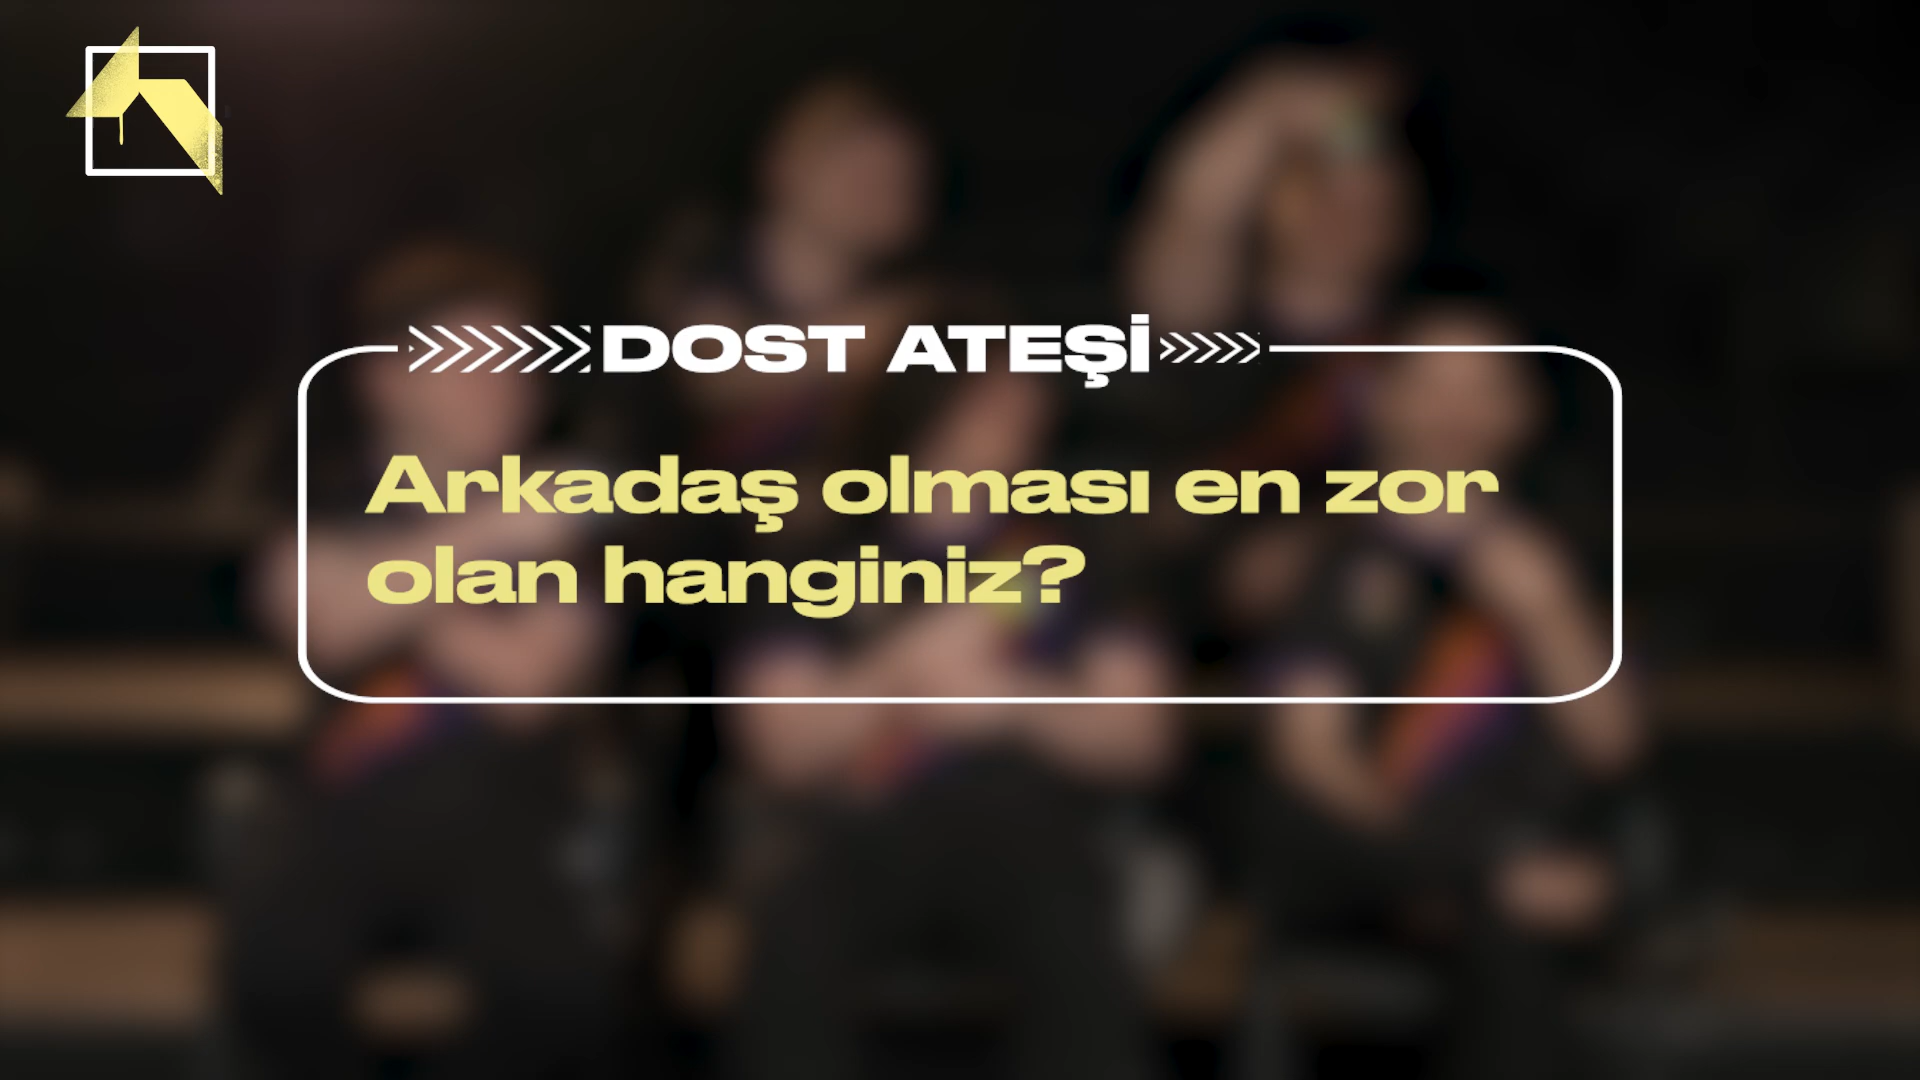 DOST ATEŞİ
Arkadaş olması en zor
olan hanginiz?